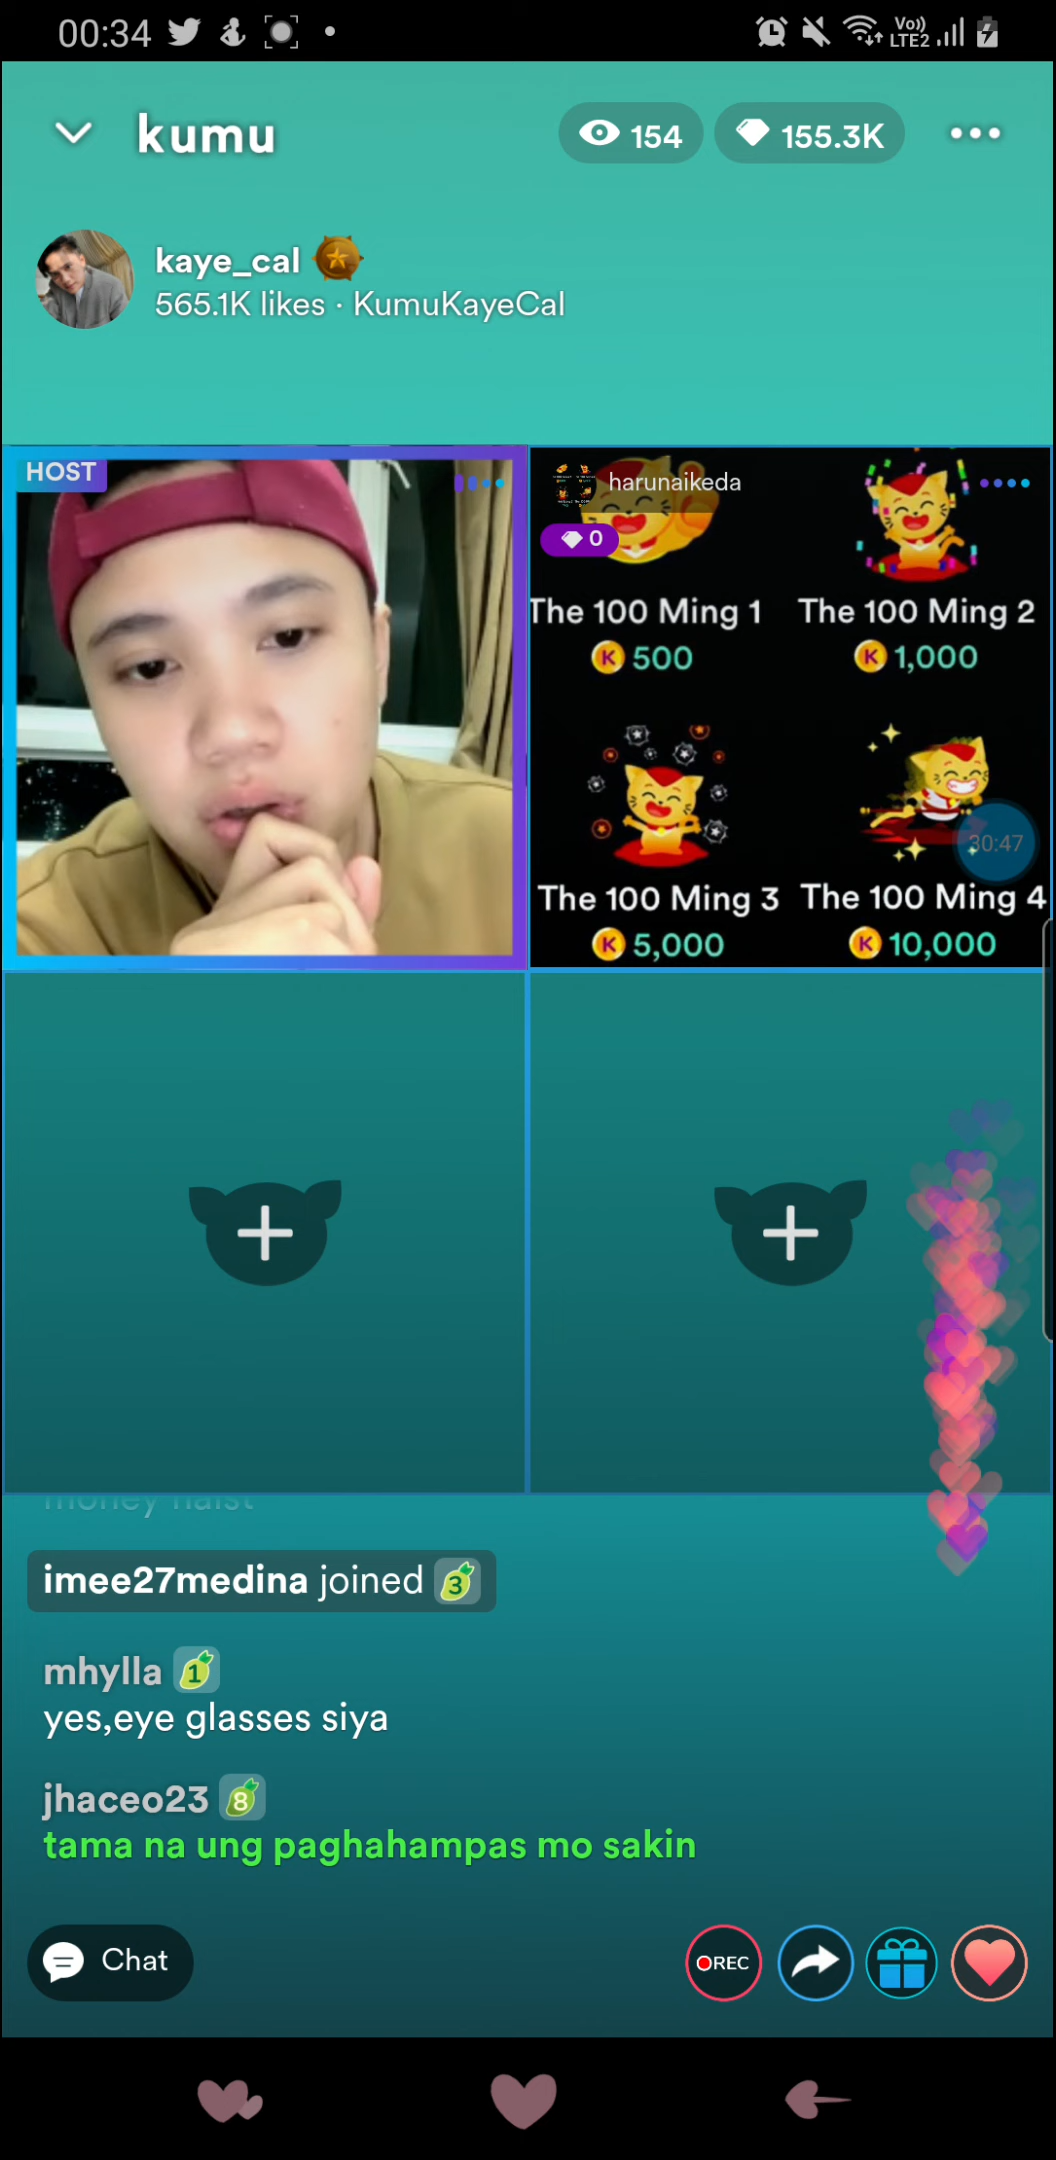 00:34
Vo))
LTE2
kumu
154
155.3K
kaye_cal
565.1K likes · KumuKayeCal
HOST
harunaikeda
0
The 100 Ming 1
The 100 Ming 2
K 500
K 1,000
30:47
The 100 Ming 3
The 100 Ming 4
K 5,000
K 10,000
imee27medina joined 3
mhylla 1
yes,eye glasses siya
jhaceo23 8
tama na ung paghahampas mo sakin
Chat
REC